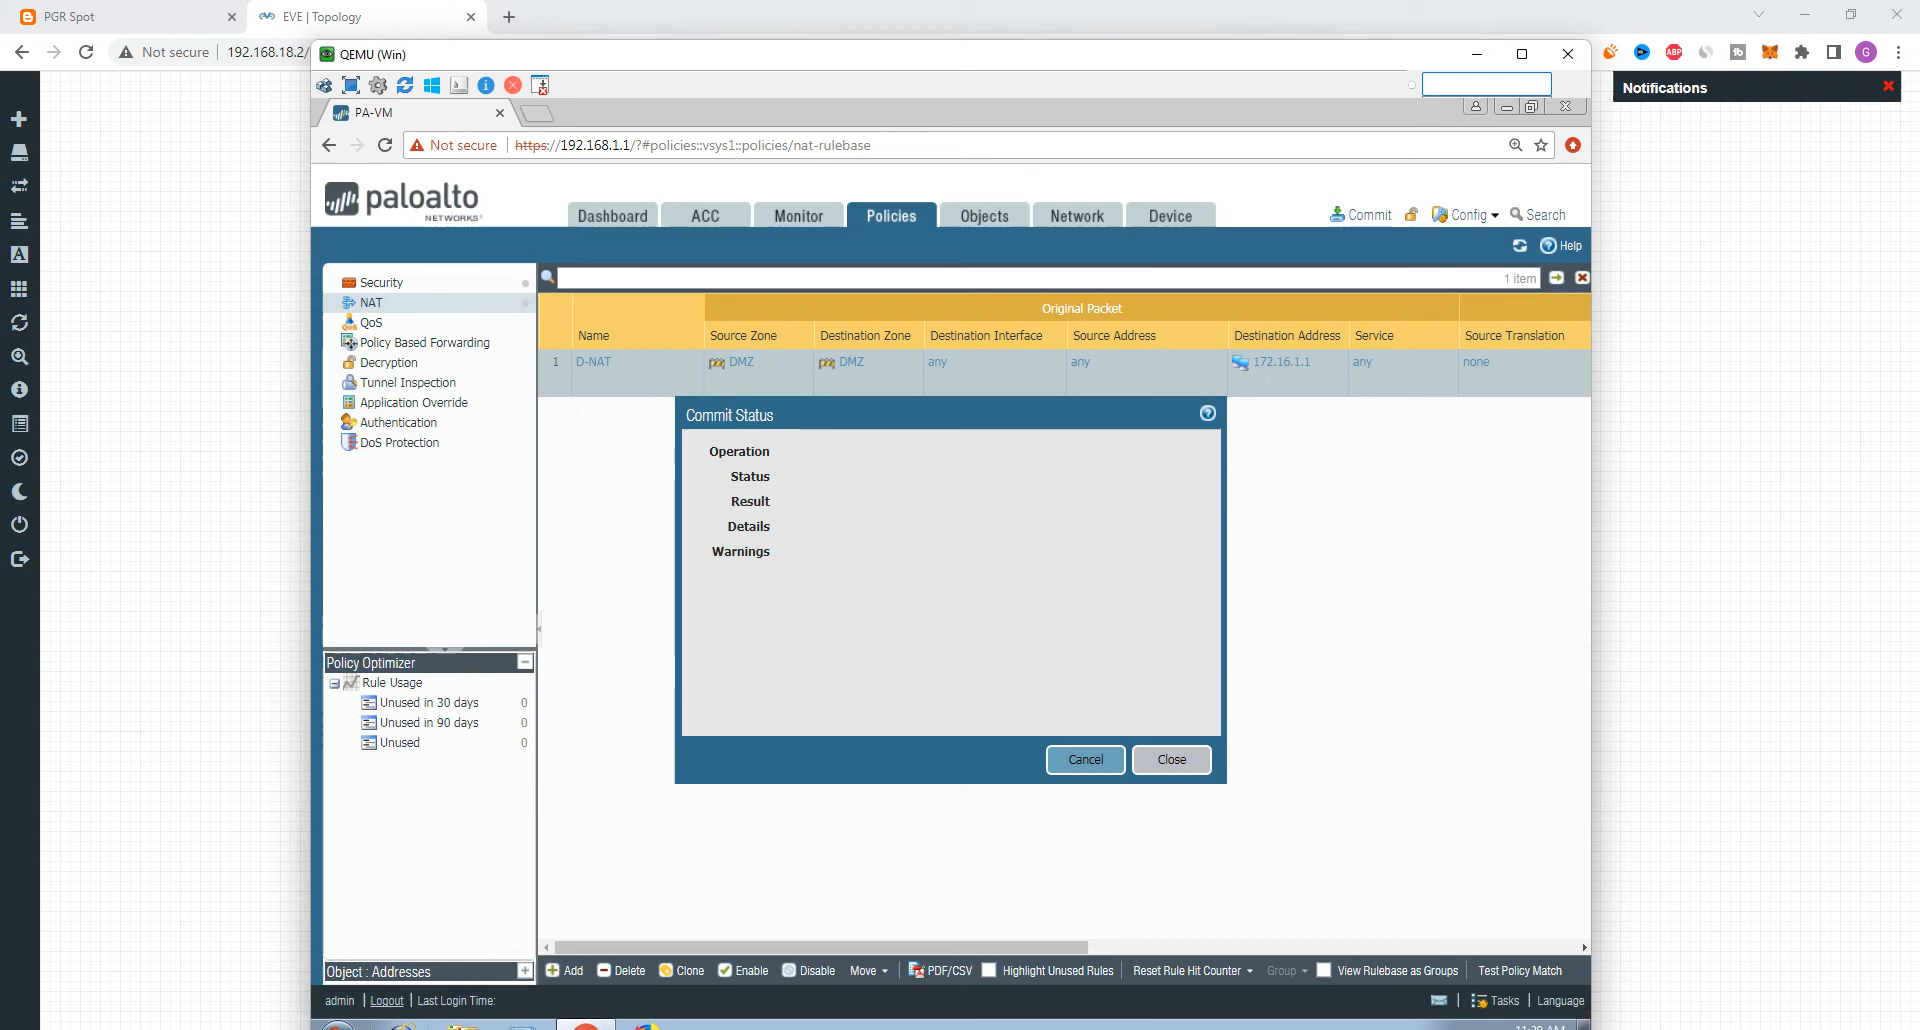 PGR Spot
EVE | Topology
Not secure
192.168.18.2/
G
QEMU (Win)
Notifications
PA-VM
Not secure
https://192.168.1.1/?#policies::vsys1::policies/nat-rulebase
paloalto
NETWORKS
Dashboard
ACC
Monitor
Policies
Objects
Network
Device
Commit
Config
Search
Help
Security
NAT
QoS
Policy Based Forwarding
Decryption
Tunnel Inspection
Application Override
Authentication
DoS Protection
1 item
Original Packet
Name
Source Zone
Destination Zone
Destination Interface
Source Address
Destination Address
Service
Source Translation
1
D-NAT
DMZ
DMZ
any
any
172.16.1.1
any
none
Commit Status
Operation
Status
Result
Details
Warnings
Cancel
Close
Policy Optimizer
Rule Usage
Unused in 30 days 0
Unused in 90 days 0
Unused 0
Object : Addresses
Add
Delete
Clone
Enable
Disable
Move
PDF/CSV
Highlight Unused Rules
Reset Rule Hit Counter
Group
View Rulebase as Groups
Test Policy Match
admin | Logout | Last Login Time:
Tasks | Language